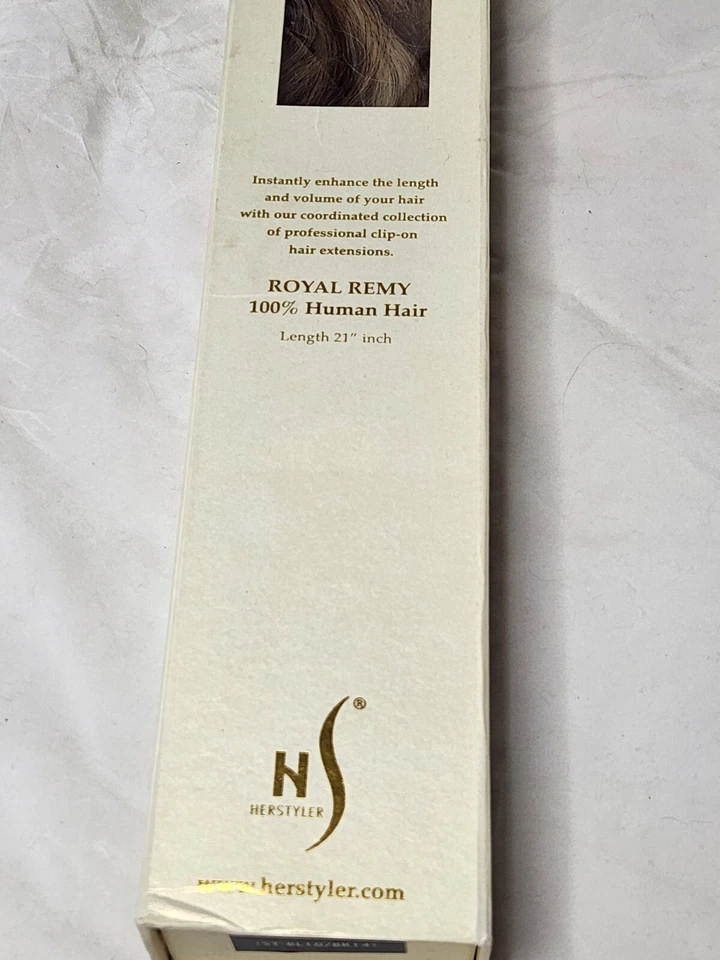 Instantly enhance the length
and volume of your hair
with our coordinated collection
of professional clip-on
hair extensions.
ROYAL REMY
100% Human Hair
Length 21" inch
HS®
HERSTYLER
www.herstyler.com